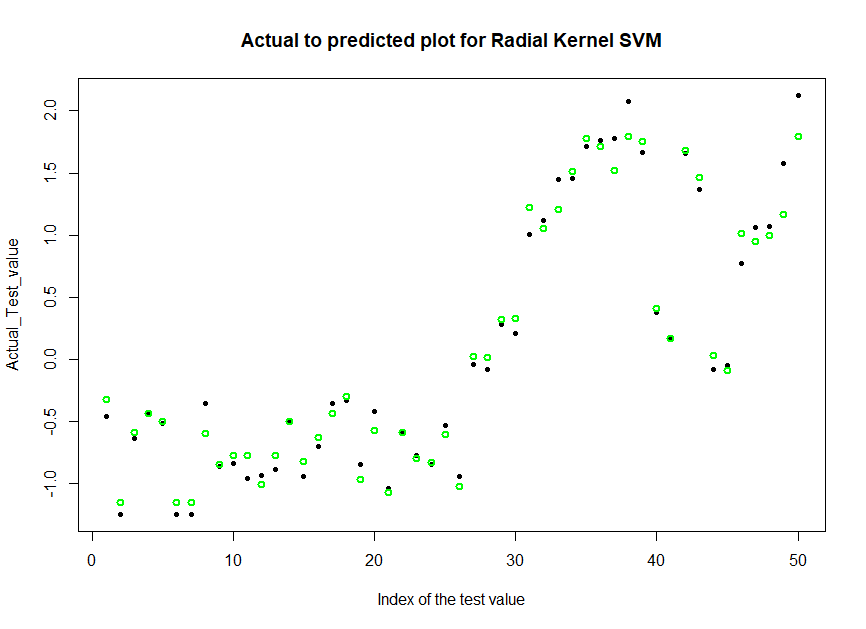 Actual to predicted plot for Radial Kernel SVM
Actual_Test_value
2.0
1.5
1.0
0.5
0.0
-0.5
-1.0
0 10 20 30 40 50
Index of the test value